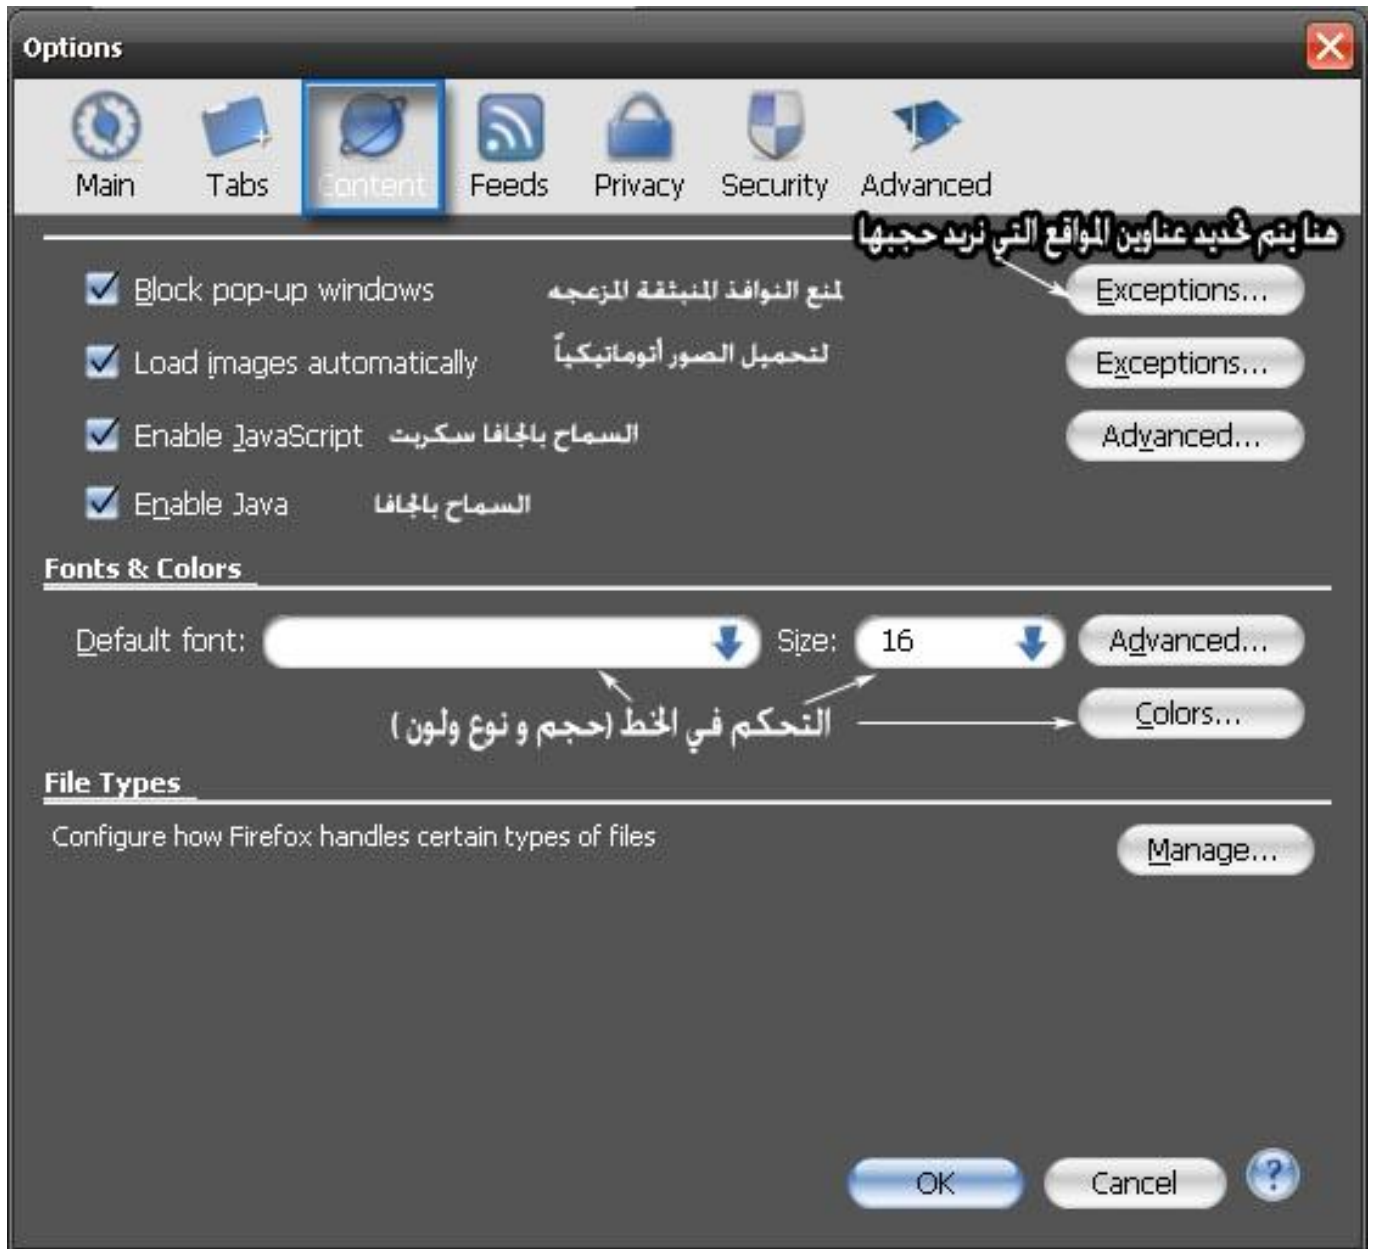 Options
Main Tabs Content Feeds Privacy Security Advanced
هنا يتم تحديد عناوين المواقع التي نريد حجبها
Block pop-up windows لمنع النوافذ المنبثقة المزعجه Exceptions...
Load images automatically لتحميل الصور أتوماتيكياً Exceptions...
Enable JavaScript السماح بالجافا سكريت Advanced...
Enable Java السماح بالجافا
Fonts & Colors
Default font: Size: 16 Advanced...
التحكم في الخط (حجم و نوع ولون ) Colors...
File Types
Configure how Firefox handles certain types of files Manage...
OK Cancel ?